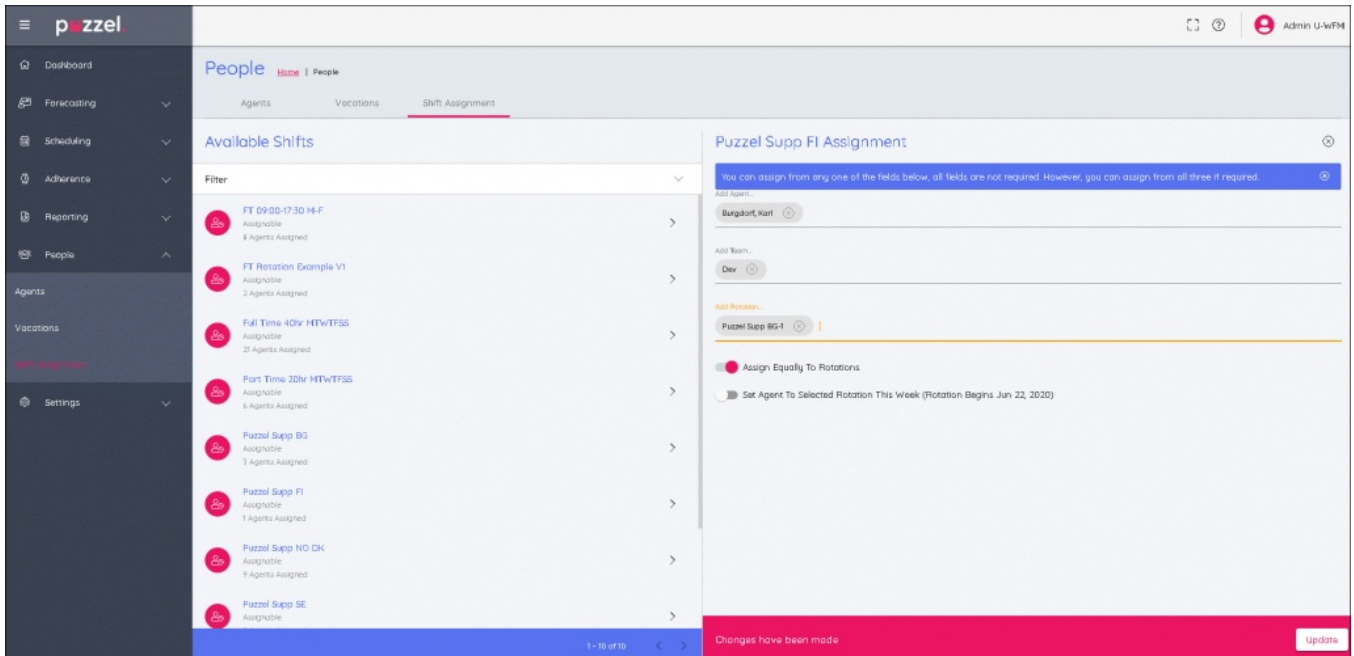 puzzel.
Admin U-WFM
Dashboard
Forecasting
Scheduling
Adherence
Reporting
People
Agents
Vacations
Shift Assignment
Settings
People Home | People
Agents Vacations Shift Assignment
Available Shifts
Filter
FT 09:00-17:30 M-F
Assignable
Agents Assigned
FT Rotation Example V1
Assignable
2 Agents Assigned
Full Time 40hr MTWTFSS
Assignable
21 Agents Assigned
Part Time 20hr MTWTFSS
Assignable
6 Agents Assigned
Puzzel Supp BG
Assignable
3 Agents Assigned
Puzzel Supp FI
Assignable
1 Agents Assigned
Puzzel Supp NO DK
Assignable
9 Agents Assigned
Puzzel Supp SE
Assignable
1 - 10 of 10
Puzzel Supp FI Assignment
You can assign from any one of the fields below, all fields are not required. However, you can assign from all three if required.
Add Agent...
Burgdorf, Karl
Add Team...
Dev
Add Rotation...
Puzzel Supp BG-1
Assign Equally To Rotations
Set Agent To Selected Rotation This Week (Rotation Begins Jun 22, 2020)
Changes have been made
Update